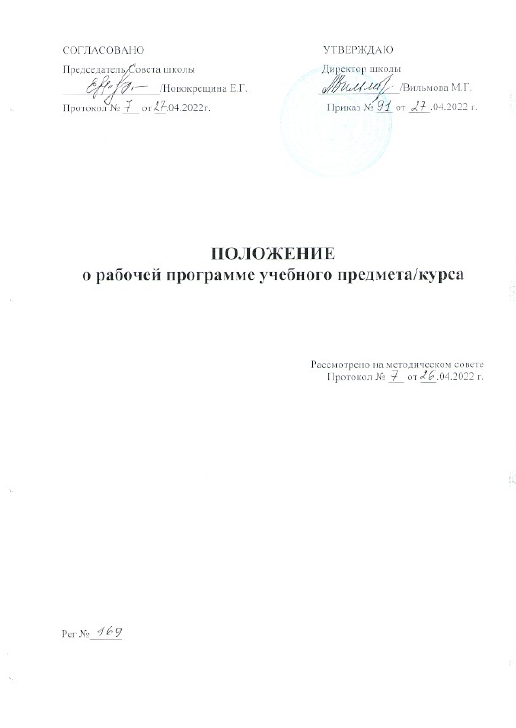 СОГЛАСОВАНО
Председатель Совета школы
/Новокрещина Е.Г.
Протокол № 7 от 27.04.2022г.
УТВЕРЖДАЮ
Директор школы
/Вильмова М.Г.
Приказ № 91 от 27.04.2022 г.
ПОЛОЖЕНИЕ
о рабочей программе учебного предмета/курса
Рассмотрено на методическом совете
Протокол № 7 от 26.04.2022 г.
Рег № 169